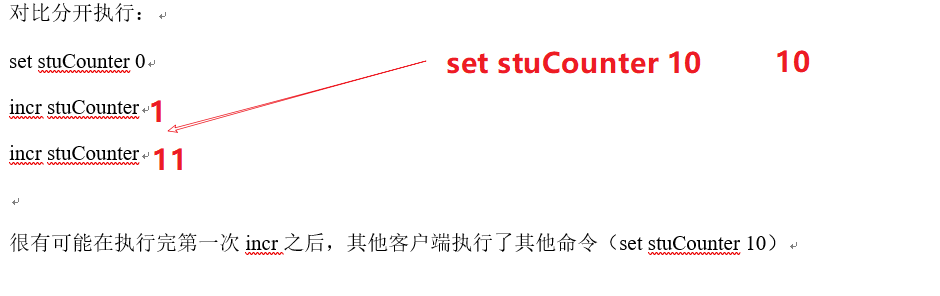 对比分开执行：
set stuCounter 0
set stuCounter 10 10
incr stuCounter 1
incr stuCounter 11
很有可能在执行完第一次 incr 之后，其他客户端执行了其他命令（set stuCounter 10）